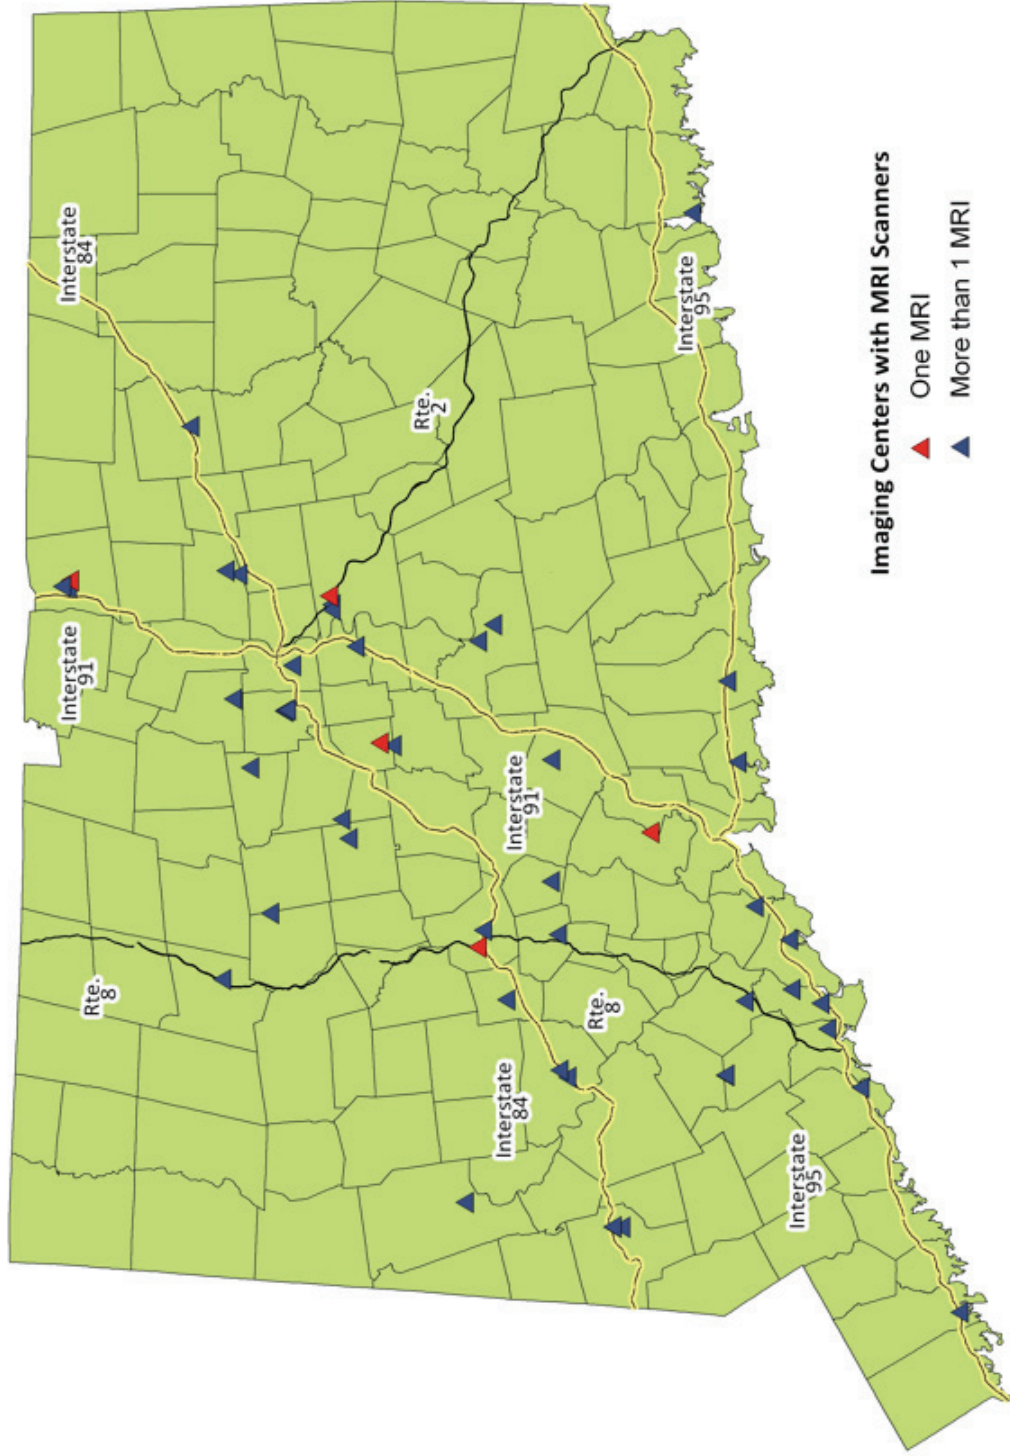 Interstate
84
Interstate
91
Rte.
8
Rte.
2
Interstate
95
Interstate
91
Rte.
8
Interstate
84
Interstate
95
Imaging Centers with MRI Scanners
One MRI
More than 1 MRI